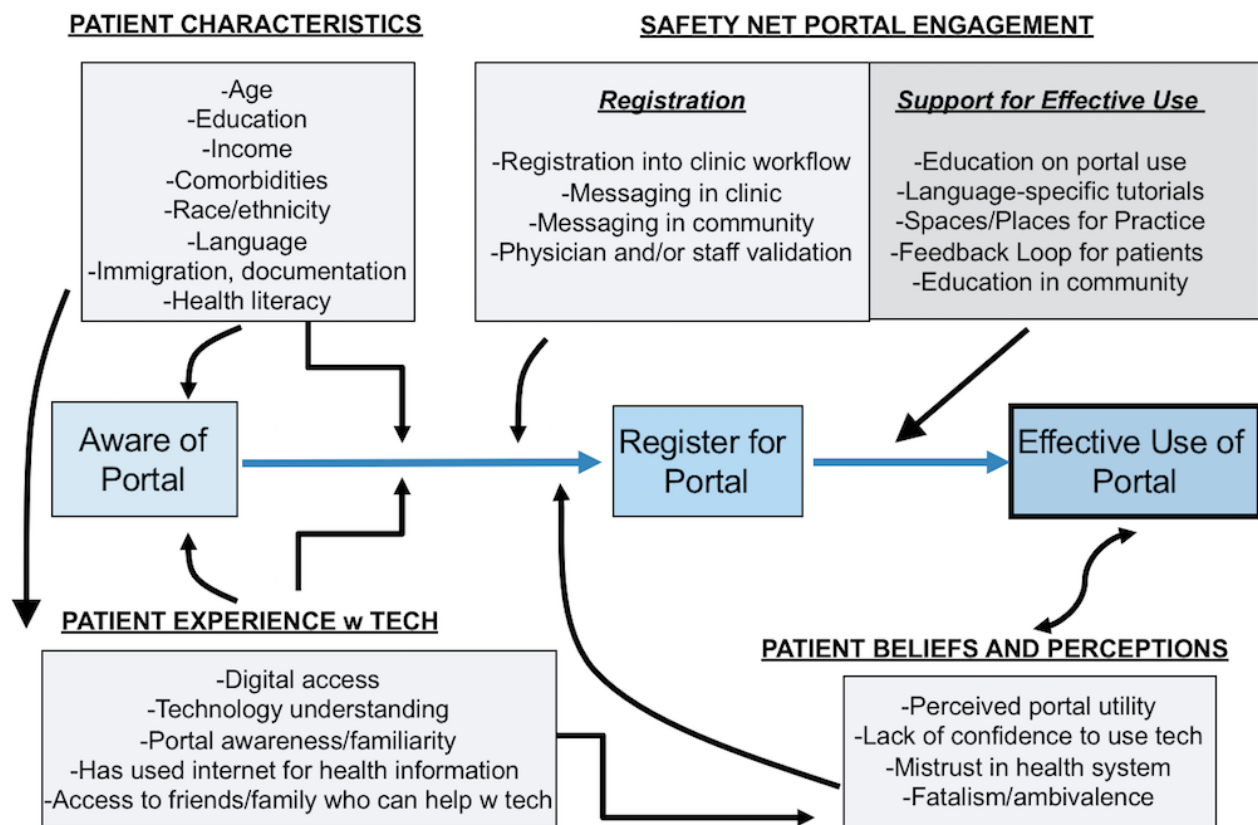 PATIENT CHARACTERISTICS
-Age
-Education
-Income
-Comorbidities
-Race/ethnicity
-Language
-Immigration, documentation
-Health literacy
SAFETY NET PORTAL ENGAGEMENT
Registration
-Registration into clinic workflow
-Messaging in clinic
-Messaging in community
-Physician and/or staff validation
Support for Effective Use
-Education on portal use
-Language-specific tutorials
-Spaces/Places for Practice
-Feedback Loop for patients
-Education in community
Aware of
Portal
Register for
Portal
Effective Use of
Portal
PATIENT EXPERIENCE w TECH
-Digital access
-Technology understanding
-Portal awareness/familiarity
-Has used internet for health information
-Access to friends/family who can help w tech
PATIENT BELIEFS AND PERCEPTIONS
-Perceived portal utility
-Lack of confidence to use tech
-Mistrust in health system
-Fatalism/ambivalence